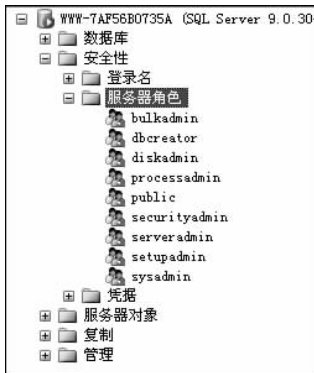 WWW-7AF56B0735A (SQL Server 9.0.30
数据库
安全性
登录名
服务器角色
bulkadmin
dbcreator
diskadmin
processadmin
public
securityadmin
serveradmin
setupadmin
sysadmin
凭据
服务器对象
复制
管理